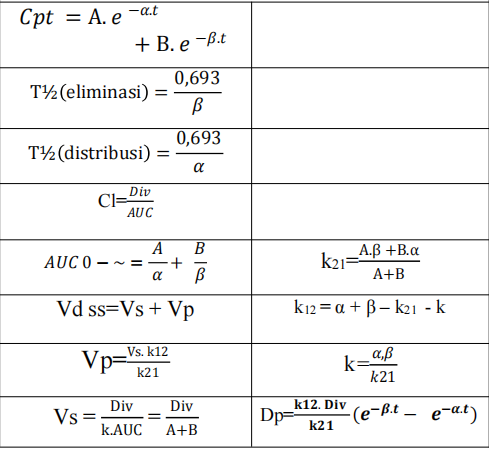 Cpt = A. e^{−α.t}
+ B. e^{−β.t}
T½(eliminasi) = 0,693/β
T½(distribusi) = 0,693/α
Cl=Div/AUC
AUC 0 − ~ = A/α + B/β
k₂₁=A.β +B.α/A+B
Vd ss=Vs + Vp
k₁₂ = α + β – k₂₁ - k
Vp=Vs. k12/k21
k=α,β/k21
Vs = Div/k.AUC = Div/A+B
Dp=k12. Div/k21 (e^{−β.t} − e^{−α.t})